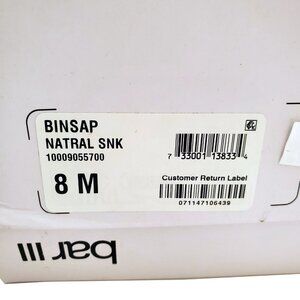 BINSAP
NATRAL SNK
10009055700
8 M
7 33001 13833 4
Customer Return Label
071147106439
bar III